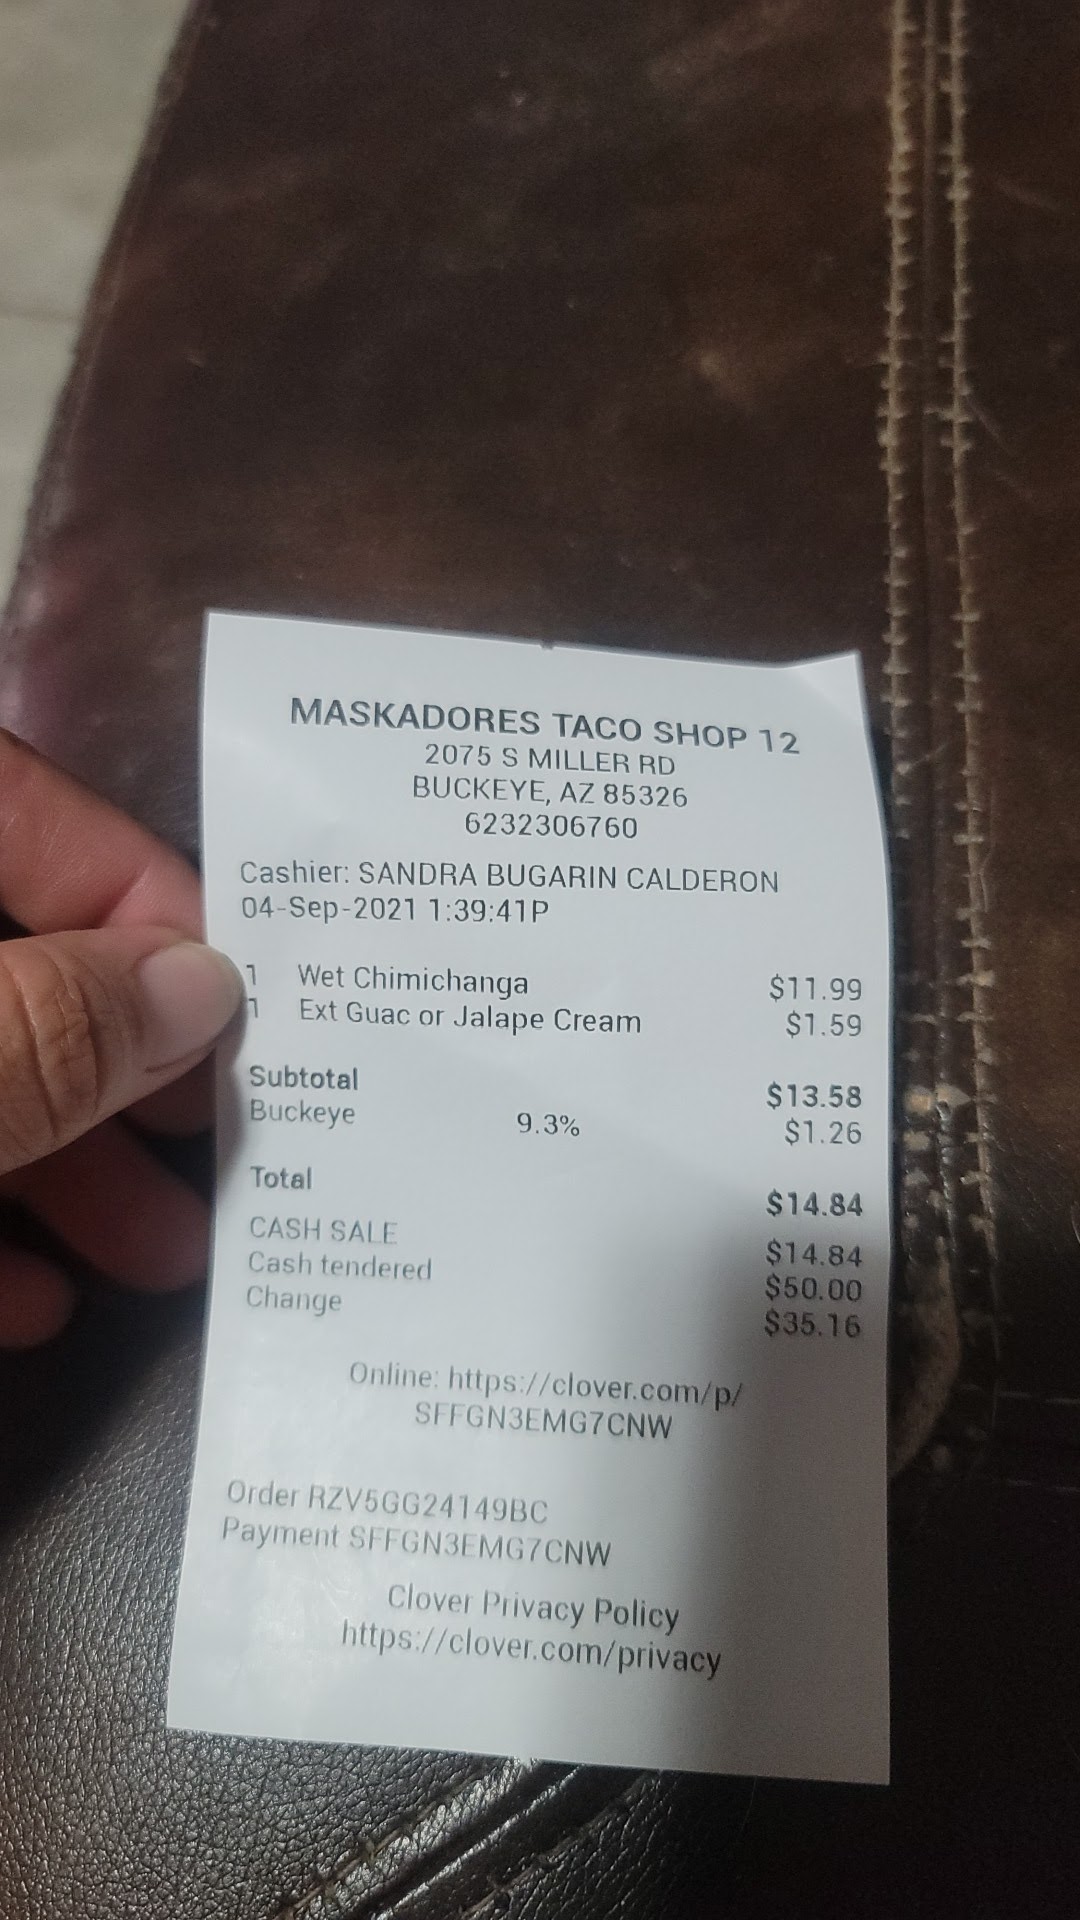 MASKADORES TACO SHOP 12
2075 S MILLER RD
BUCKEYE, AZ 85326
6232306760
Cashier: SANDRA BUGARIN CALDERON
04-Sep-2021 1:39:41P
1 Wet Chimichanga $11.99
1 Ext Guac or Jalape Cream $1.59
Subtotal $13.58
Buckeye 9.3% $1.26
Total $14.84
CASH SALE $14.84
Cash tendered $50.00
Change $35.16
Online: https://clover.com/p/
SFFGN3EMG7CNW
Order RZV5GG24149BC
Payment SFFGN3EMG7CNW
Clover Privacy Policy
https://clover.com/privacy